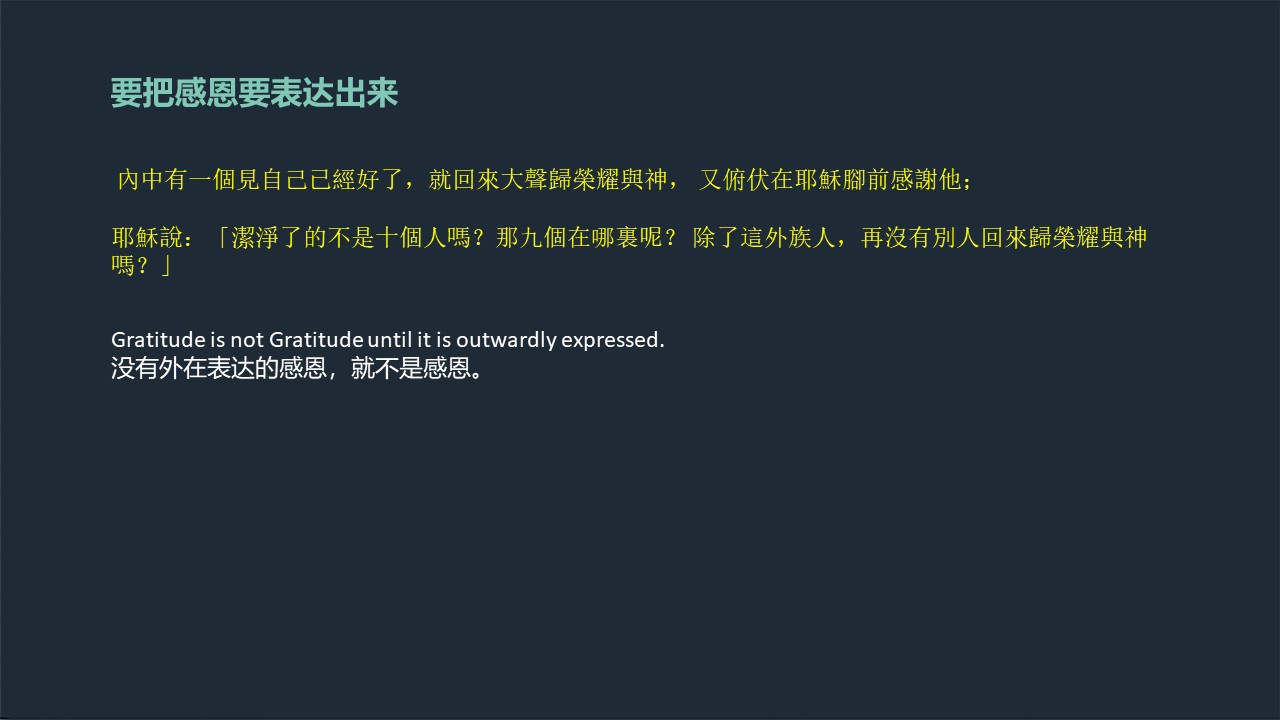 要把感恩要表达出来
內中有一個見自己已經好了，就回來大聲歸榮耀與神， 又俯伏在耶穌腳前感謝他；
耶穌說：「潔淨了的不是十個人嗎？那九個在哪裏呢？ 除了這外族人，再沒有別人回來歸榮耀與神
嗎？」
Gratitude is not Gratitude until it is outwardly expressed.
没有外在表达的感恩，就不是感恩。